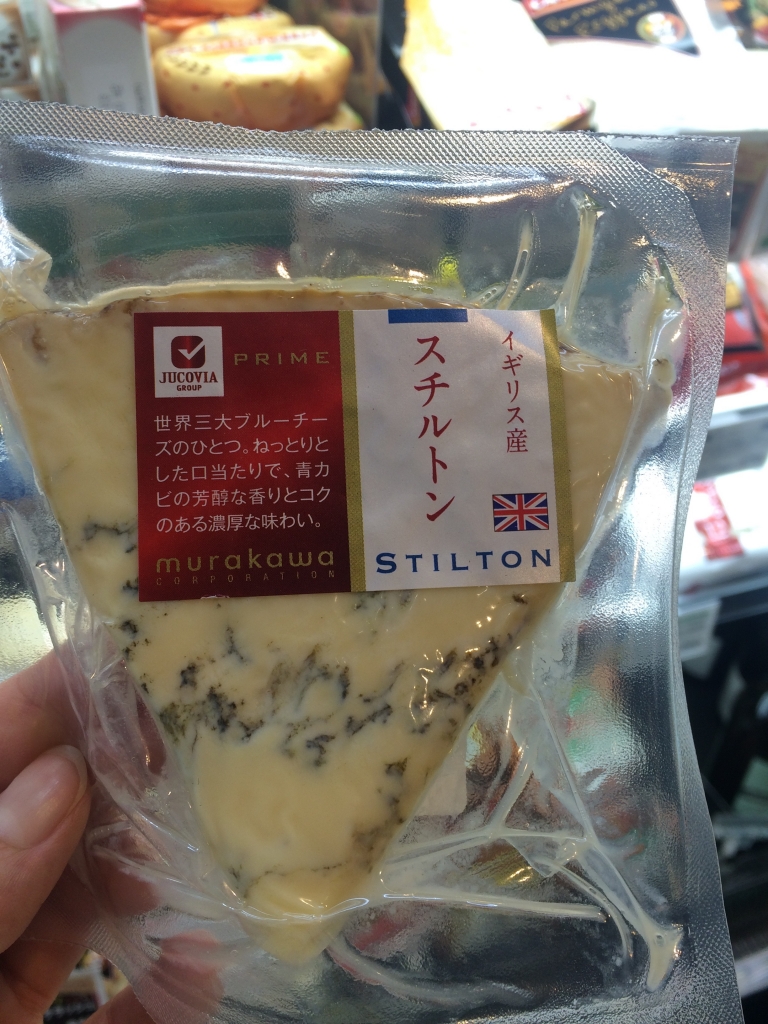 JUCOVIA
GROUP
PRIME
世界三大ブルーチー
ズのひとつ。ねっとりと
した口当たりで、青カ
ビの芳醇な香りとコク
のある濃厚な味わい。
murakawa
CORPORATION
イギリス産
スチルトン
STILTON